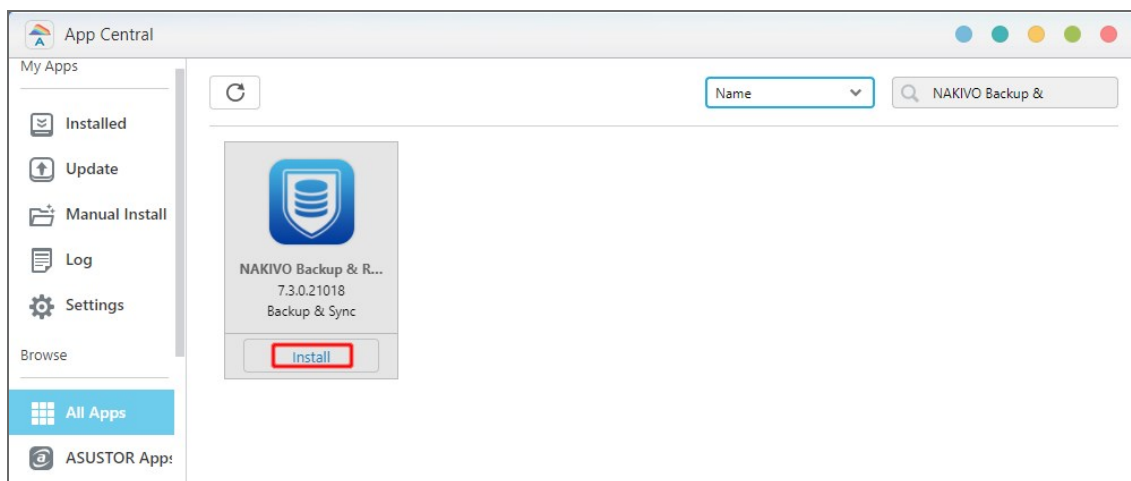 App Central
My Apps
Installed
Update
Manual Install
Log
Settings
Browse
All Apps
ASUSTOR Apps
Name
NAKIVO Backup &
NAKIVO Backup & R...
7.3.0.21018
Backup & Sync
Install